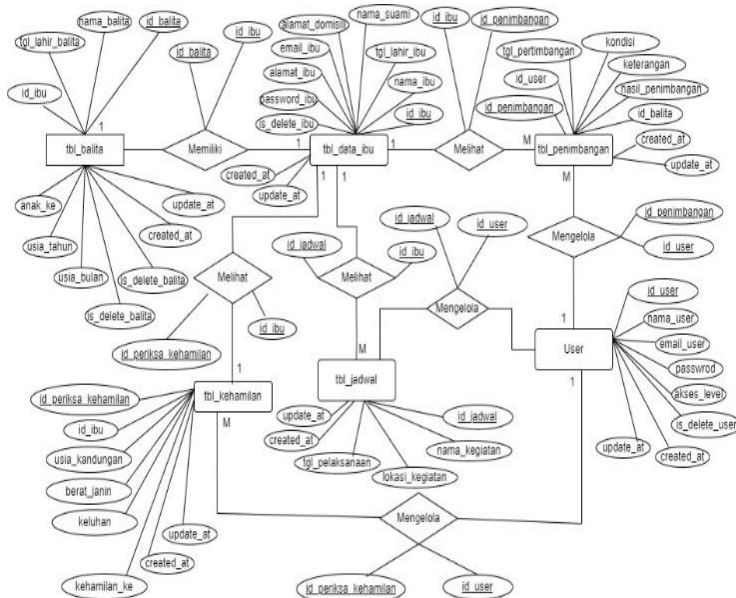 nama_balita
id_balita
tgl_lahir_balita
id_ibu
id_balita
id_ibu
1
tbl_balita
Memiliki
1
anak_ke
usia_tahun
usia_bulan
is_delete_balita
is_delete_balita
created_at
update_at
alamat_domisili
nama_suami
email_ibu
tgl_lahir_ibu
alamat_ibu
nama_ibu
password_ibu
id_ibu
is_delete_ibu
tbl_data_ibu
created_at
update_at
1
1
1
id_ibu
id_penimbangan
Melihat
M
tgl_pertimbangan
kondisi
id_user
keterangan
id_penimbangan
hasil_penimbangan
id_balita
tbl_penimbangan
created_at
update_at
M
Mengelola
id_penimbangan
id_user
1
User
1
id_user
nama_user
email_user
passwrod
akses_level
is_delete_user
created_at
update_at
id_jadwal
id_user
Mengelola
id_jadwal
id_ibu
Melihat
M
tbl_jadwal
update_at
created_at
tgl_pelaksanaan
lokasi_kegiatan
nama_kegiatan
id_jadwal
Melihat
id_periksa_kehamilan
id_ibu
1
tbl_kehamilan
M
id_periksa_kehamilan
id_ibu
usia_kandungan
berat_janin
keluhan
kehamilan_ke
created_at
update_at
Mengelola
id_periksa_kehamilan
id_user